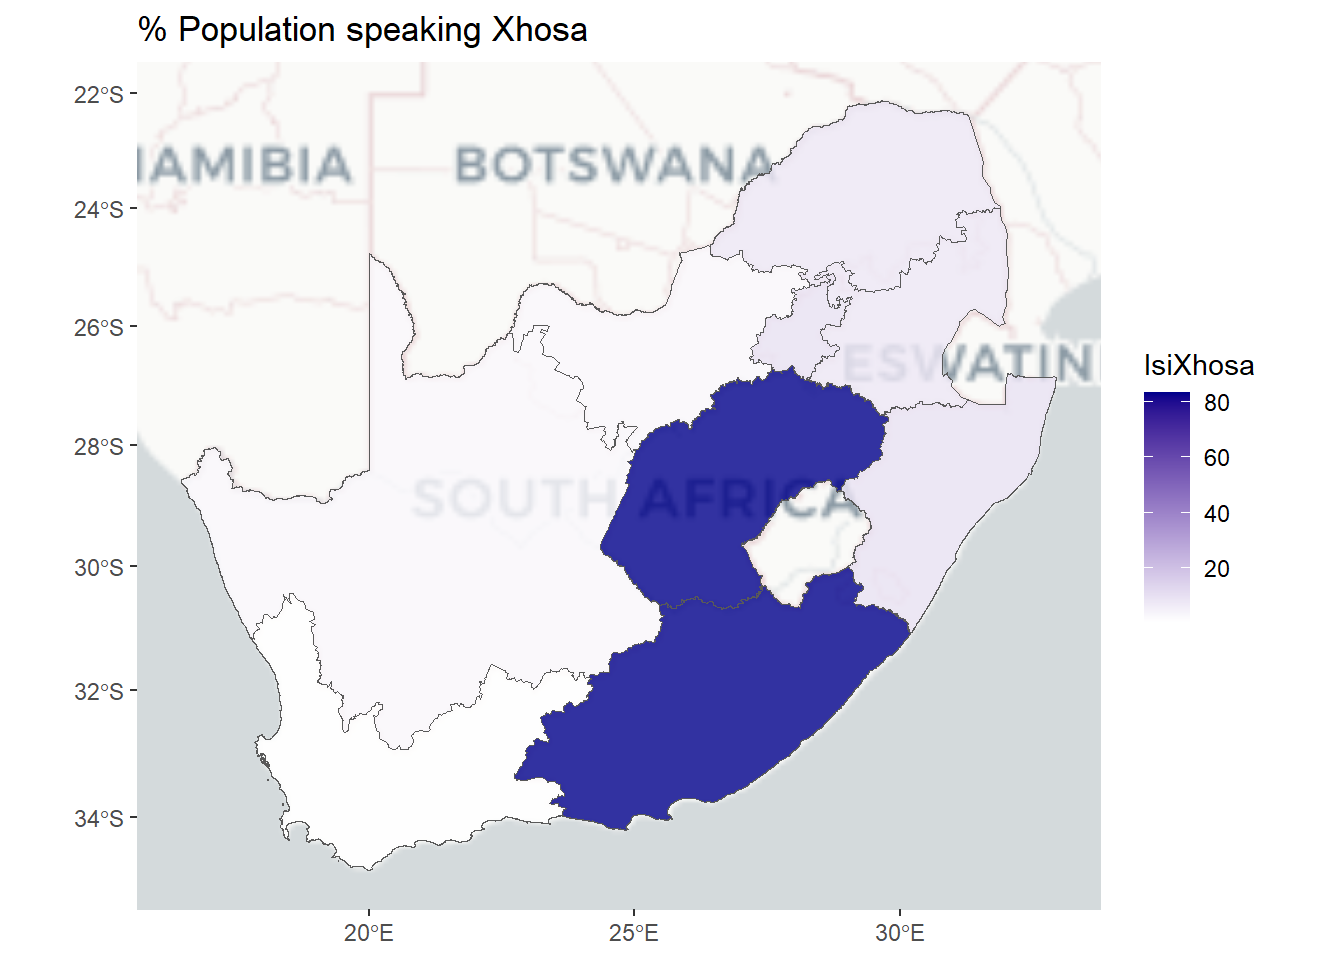 % Population speaking Xhosa
22°S
24°S
26°S
28°S
30°S
32°S
34°S
NAMIBIA
BOTSWANA
ESWATINI
SOUTH AFRICA
20°E
25°E
30°E
IsiXhosa
80
60
40
20